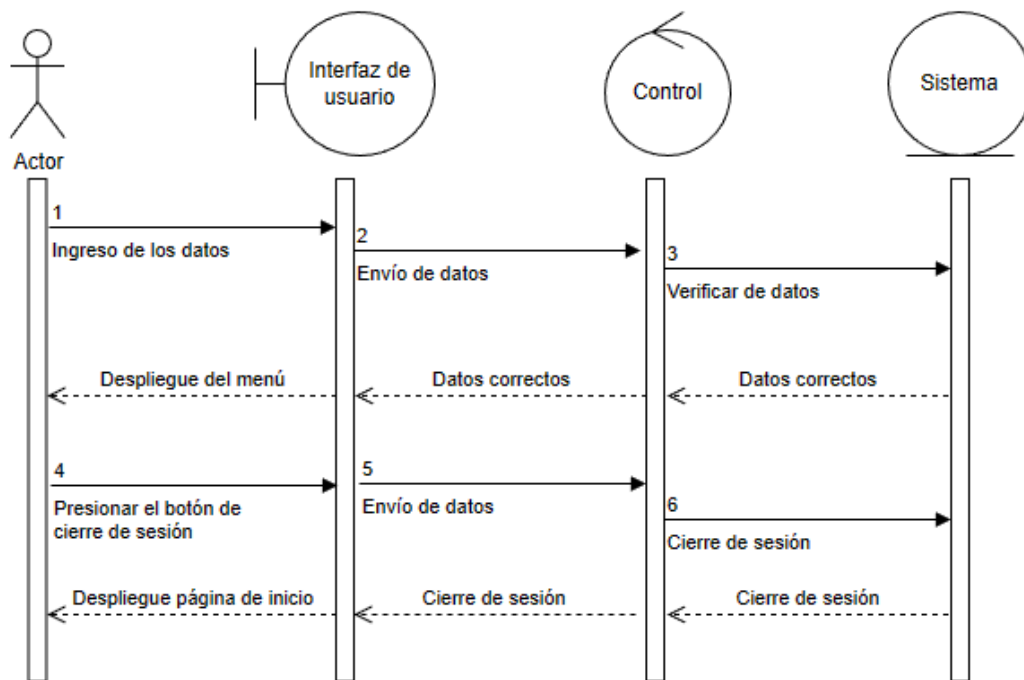 Interfaz de
usuario
Control
Sistema
Actor
1
Ingreso de los datos
2
Envío de datos
3
Verificar de datos
Despliegue del menú
Datos correctos
Datos correctos
4
Presionar el botón de
cierre de sesión
5
Envío de datos
6
Cierre de sesión
Despliegue página de inicio
Cierre de sesión
Cierre de sesión